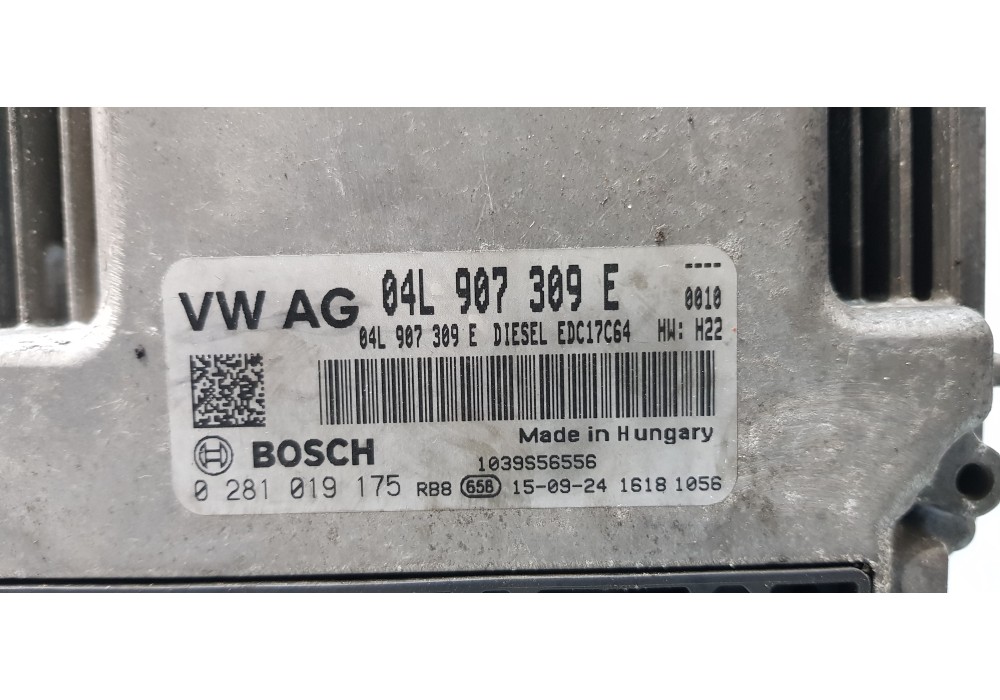 VW AG 04L 907 309 E ----
0010
04L 907 309 E DIESEL EDC17C64 HW: H22
Made in Hungary
BOSCH 1039S56556
0 281 019 175 RB8 65B 15-09-24 1618 1056